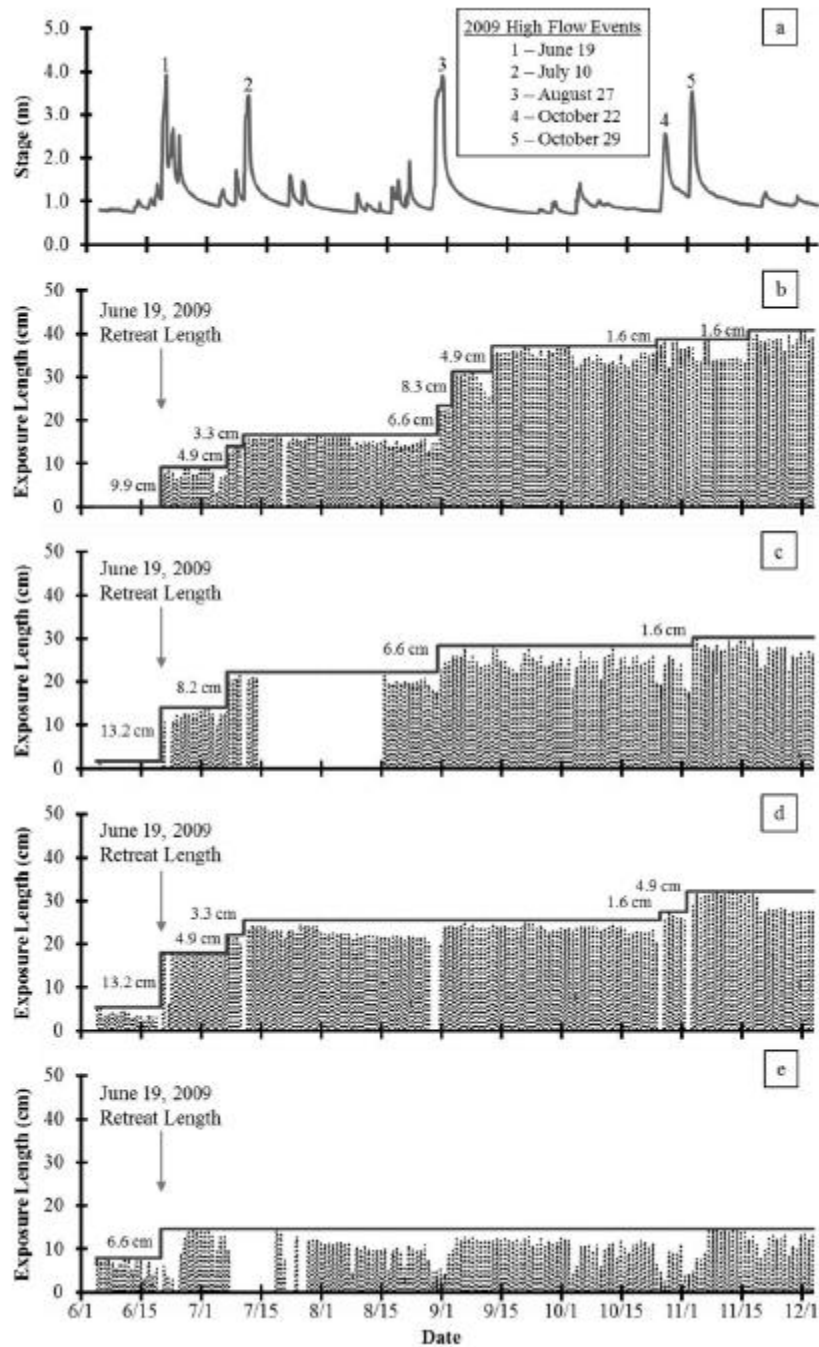 a
2009 High Flow Events
1 – June 19
2 – July 10
3 – August 27
4 – October 22
5 – October 29
1
2
3
4
5
5.0
4.0
3.0
2.0
1.0
0.0
Stage (m)
b
June 19, 2009
Retreat Length
50
40
30
20
10
0
Exposure Length (cm)
9.9 cm
4.9 cm
3.3 cm
6.6 cm
8.3 cm
4.9 cm
1.6 cm
1.6 cm
c
June 19, 2009
Retreat Length
50
40
30
20
10
0
Exposure Length (cm)
13.2 cm
8.2 cm
6.6 cm
1.6 cm
d
June 19, 2009
Retreat Length
50
40
30
20
10
0
Exposure Length (cm)
13.2 cm
4.9 cm
3.3 cm
1.6 cm
4.9 cm
e
June 19, 2009
Retreat Length
50
40
30
20
10
0
Exposure Length (cm)
6.6 cm
6/1 6/15 7/1 7/15 8/1 8/15 9/1 9/15 10/1 10/15 11/1 11/15 12/1
Date